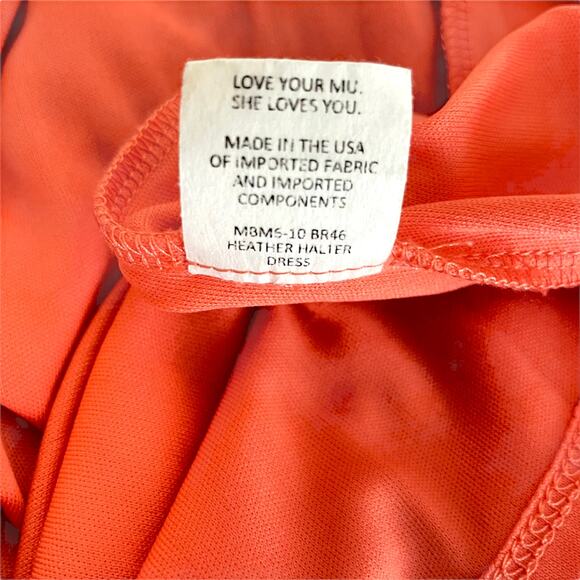 LOVE YOUR MU.
SHE LOVES YOU.
MADE IN THE USA
OF IMPORTED FABRIC
AND IMPORTED
COMPONENTS
MBM6-10 BR46
HEATHER HALTER
DRESS